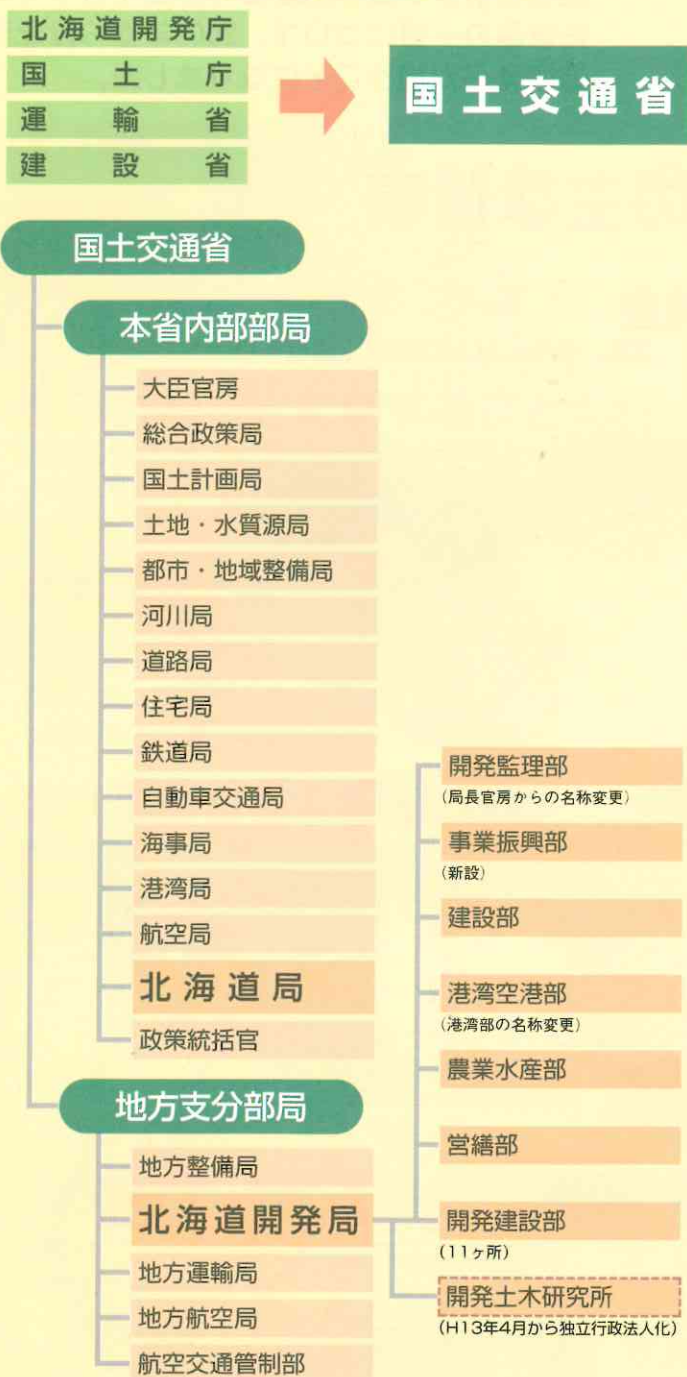 北海道開発庁
国土庁
運輸省
建設省
国土交通省
国土交通省
本省内部部局
大臣官房
総合政策局
国土計画局
土地・水質源局
都市・地域整備局
河川局
道路局
住宅局
鉄道局
自動車交通局
海事局
港湾局
航空局
北海道局
政策統括官
地方支分部局
地方整備局
北海道開発局
地方運輸局
地方航空局
航空交通管制部
開発監理部
(局長官房からの名称変更)
事業振興部
(新設)
建設部
港湾空港部
(港湾部の名称変更)
農業水産部
営繕部
開発建設部
(11ヶ所)
開発土木研究所
(H13年4月から独立行政法人化)